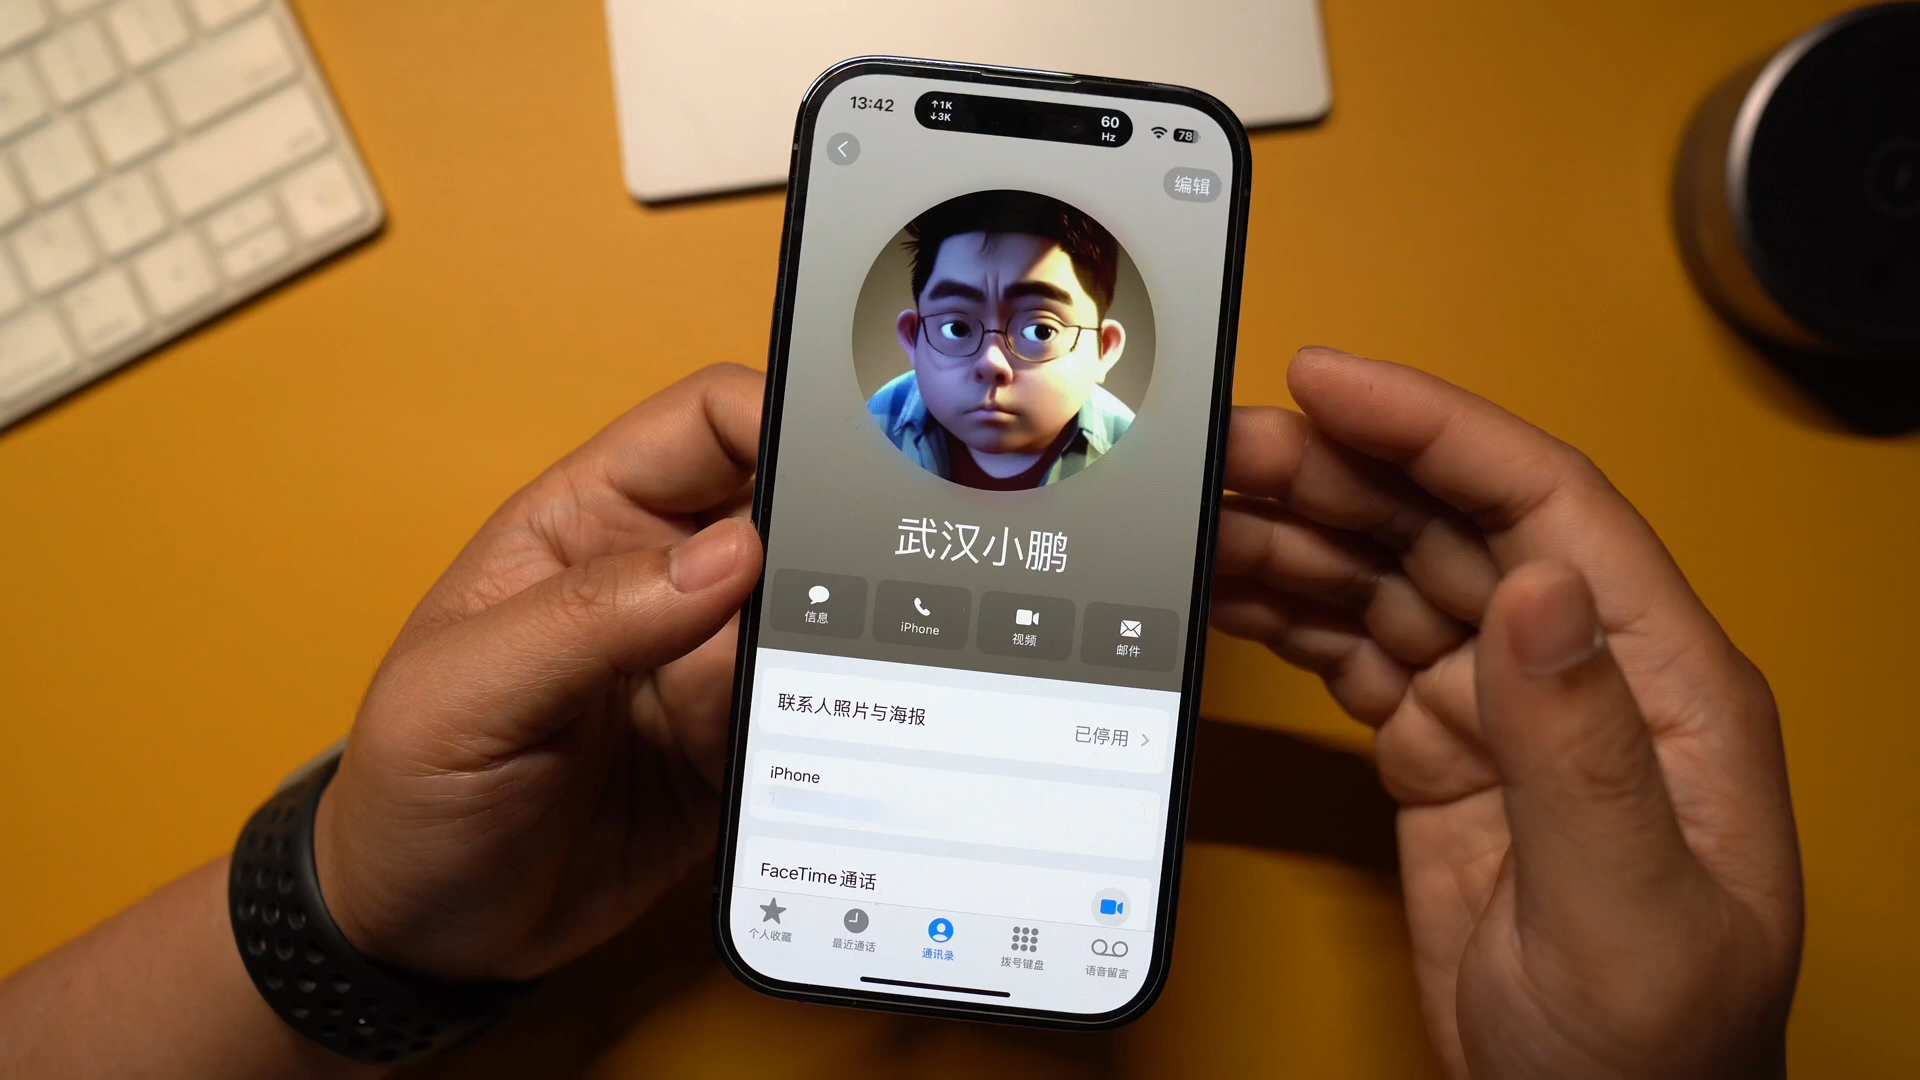 13:42
↑1K
↓3K
60
Hz
78
编辑
武汉小鹏
信息
iPhone
视频
邮件
联系人照片与海报
已停用
iPhone
FaceTime通话
个人收藏
最近通话
通讯录
拨号键盘
语音留言